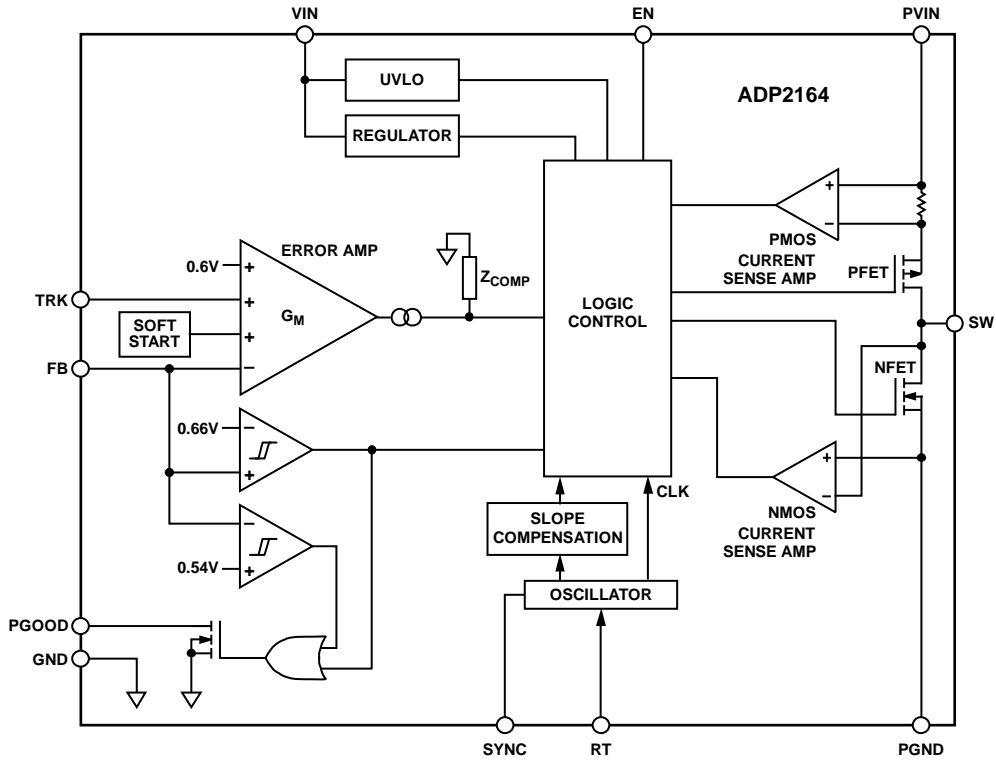 VIN
EN
PVIN
UVLO
ADP2164
REGULATOR
ERROR AMP
0.6V
+
TRK
+
GM
SOFT
START
+
FB
–
ZCOMP
LOGIC
CONTROL
+
–
PMOS
CURRENT
SENSE AMP
PFET
SW
NFET
0.66V
–
+
–
0.54V
+
CLK
+
–
NMOS
CURRENT
SENSE AMP
SLOPE
COMPENSATION
OSCILLATOR
PGOOD
GND
SYNC
RT
PGND